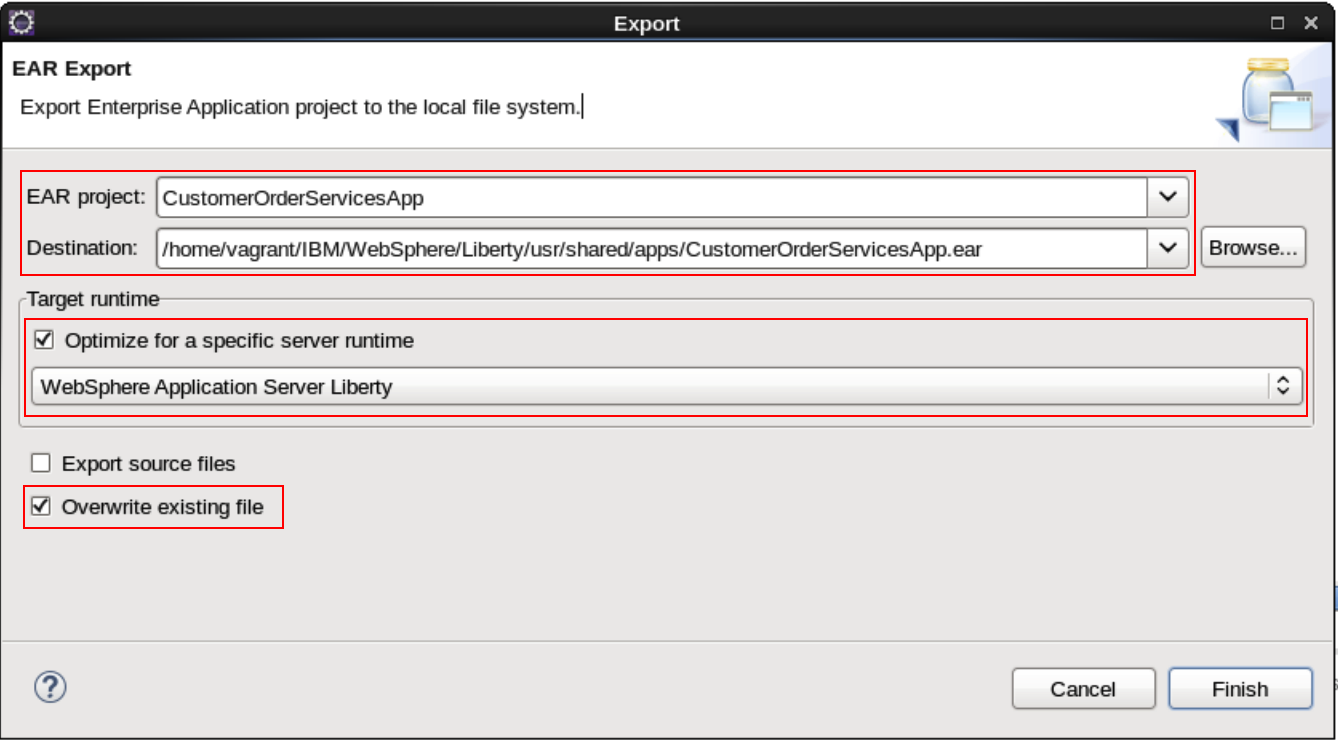 Export
EAR Export
Export Enterprise Application project to the local file system.
EAR project: CustomerOrderServicesApp
Destination: /home/vagrant/IBM/WebSphere/Liberty/usr/shared/apps/CustomerOrderServicesApp.ear Browse...
Target runtime
Optimize for a specific server runtime
WebSphere Application Server Liberty
Export source files
Overwrite existing file
? Cancel Finish